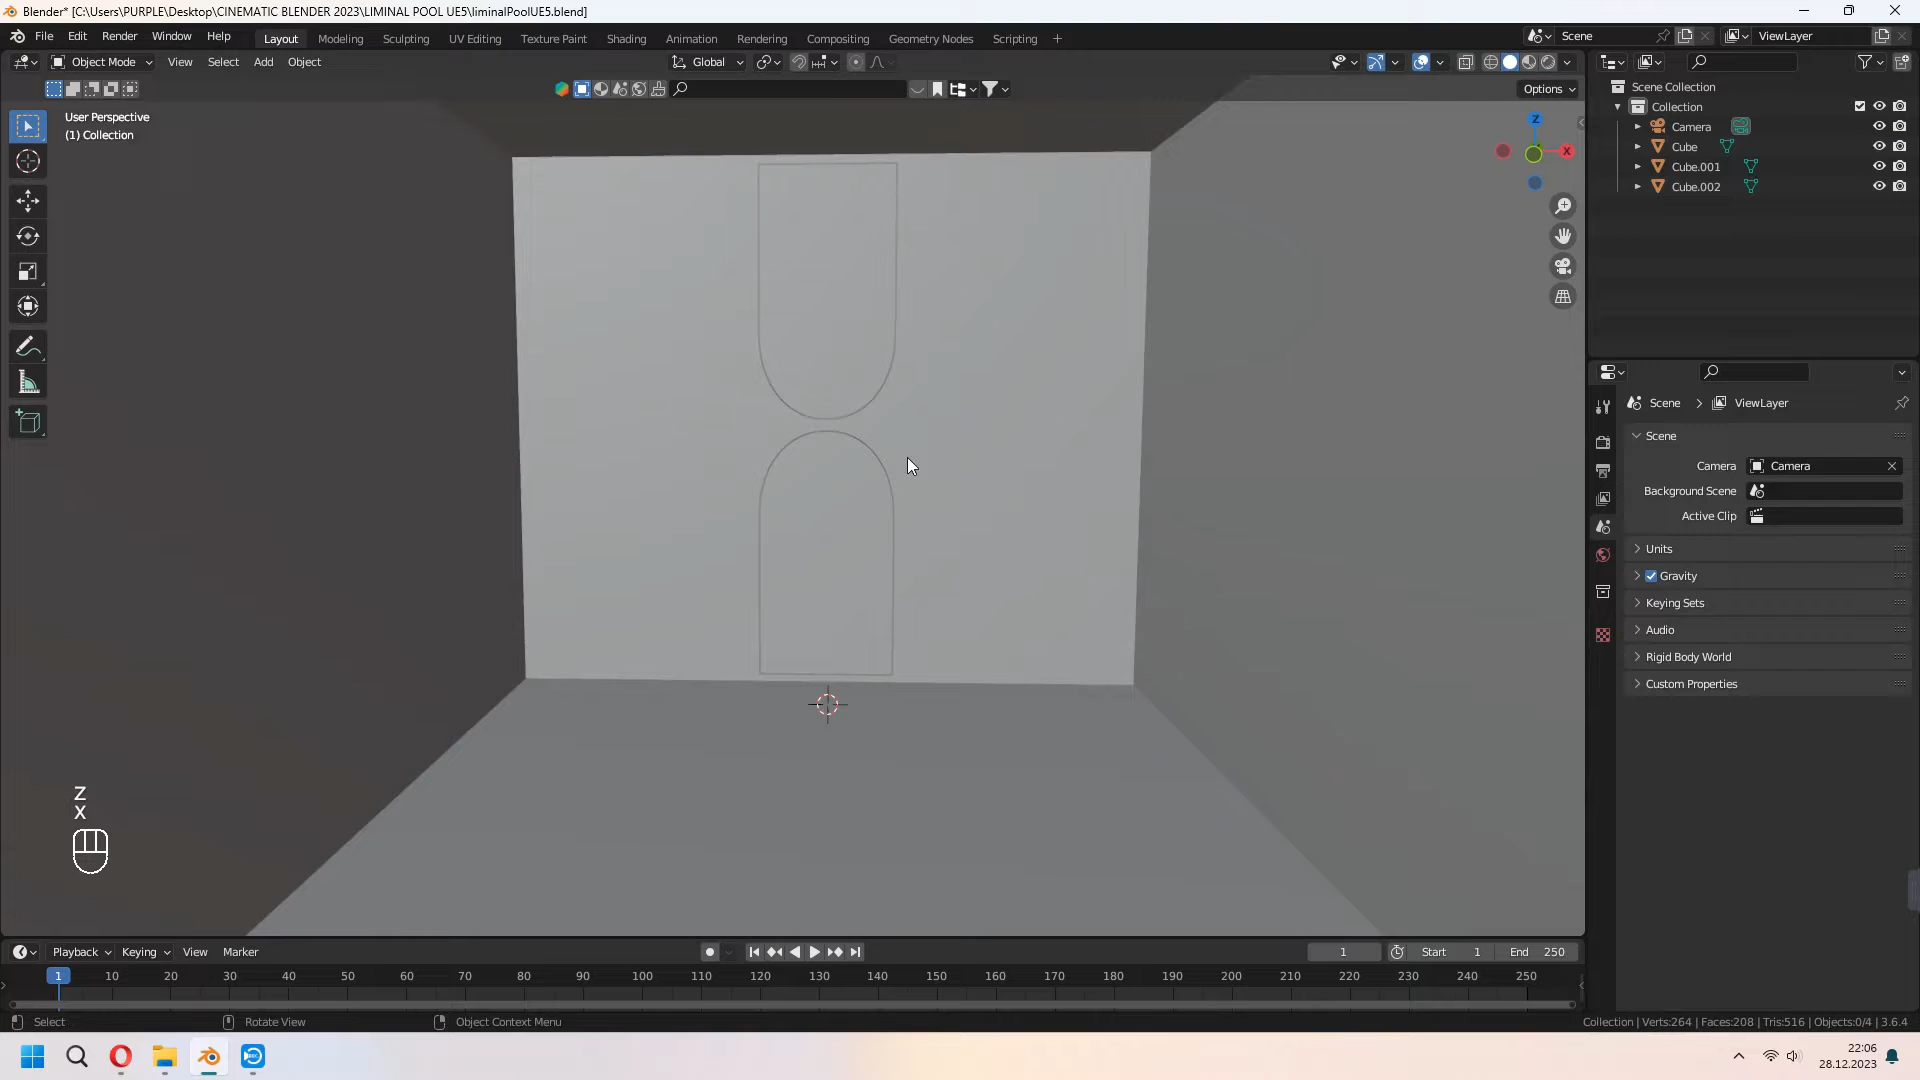 Blender* [C:\Users\PURPLE\Desktop\CINEMATIC BLENDER 2023\LIMINAL POOL UE5\liminalPoolUE5.blend]
File Edit Render Window Help Layout Modeling Sculpting UV Editing Texture Paint Shading Animation Rendering Compositing Geometry Nodes Scripting + Scene ViewLayer
Object Mode View Select Add Object Global
Options
User Perspective
(1) Collection
Z
X
Scene Collection
Collection
Camera
Cube
Cube.001
Cube.002
Scene > ViewLayer
Scene
Camera Camera
Background Scene
Active Clip
Units
Gravity
Keying Sets
Audio
Rigid Body World
Custom Properties
Z
X
Playback Keying View Marker 1 Start 1 End 250
1 10 20 30 40 50 60 70 80 90 100 110 120 130 140 150 160 170 180 190 200 210 220 230 240 250
Select Rotate View Object Context Menu Collection | Verts:264 | Faces:208 | Tris:516 | Objects:0/4 | 3.6.4
22:06
28.12.2023